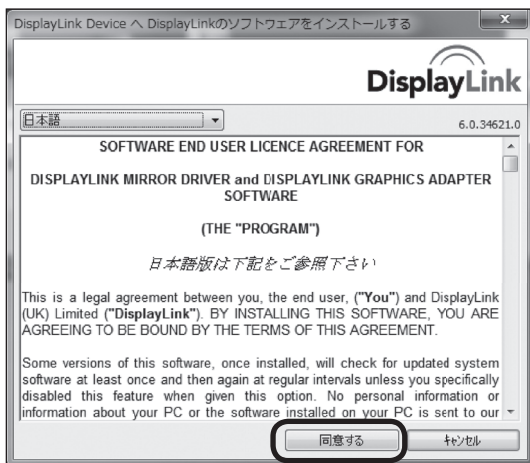 DisplayLink Device へ DisplayLinkのソフトウェアをインストールする
x
DisplayLink
日本語
6.0.34621.0
SOFTWARE END USER LICENCE AGREEMENT FOR
DISPLAYLINK MIRROR DRIVER and DISPLAYLINK GRAPHICS ADAPTER
SOFTWARE
(THE "PROGRAM")
日本語版は下記をご参照下さい
This is a legal agreement between you, the end user, ("You") and DisplayLink
(UK) Limited ("DisplayLink"). BY INSTALLING THIS SOFTWARE, YOU ARE
AGREEING TO BE BOUND BY THE TERMS OF THIS AGREEMENT.
Some versions of this software, once installed, will check for updated system
software at least once and then again at regular intervals unless you specifically
disabled this feature when given this option. No personal information or
information about your PC or the software installed on your PC is sent to our
同意する
キャンセル